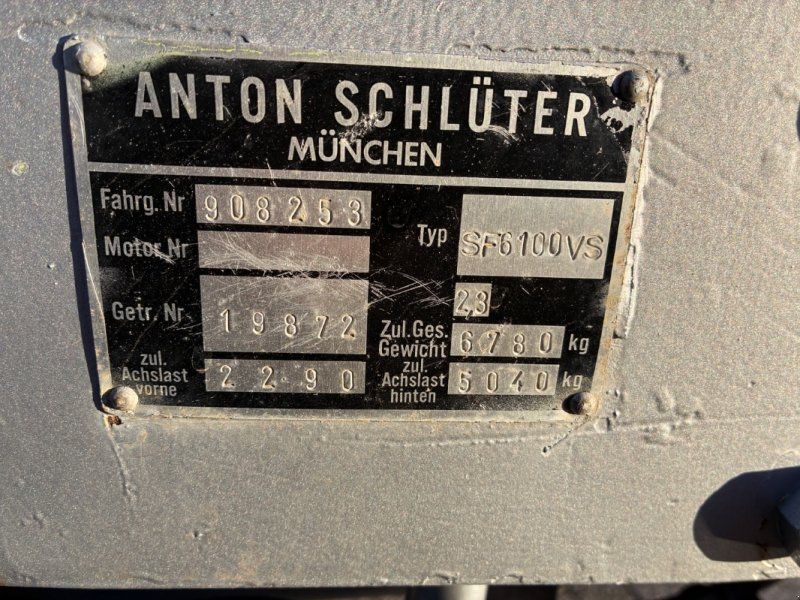 ANTON SCHLÜTER
MÜNCHEN
Fahrg. Nr 908253
Motor Nr
Typ SF6100VS
Getr. Nr 19872
23
Zul. Ges. Gewicht 6780 kg
zul. Achslast vorne 2290
zul. Achslast hinten 5040 kg